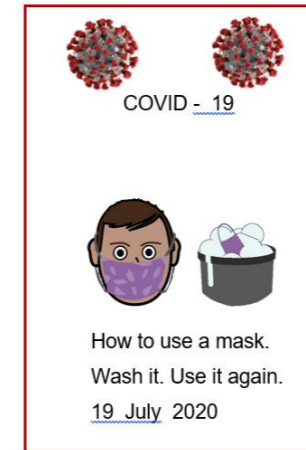 COVID - 19
How to use a mask.
Wash it. Use it again.
19 July 2020